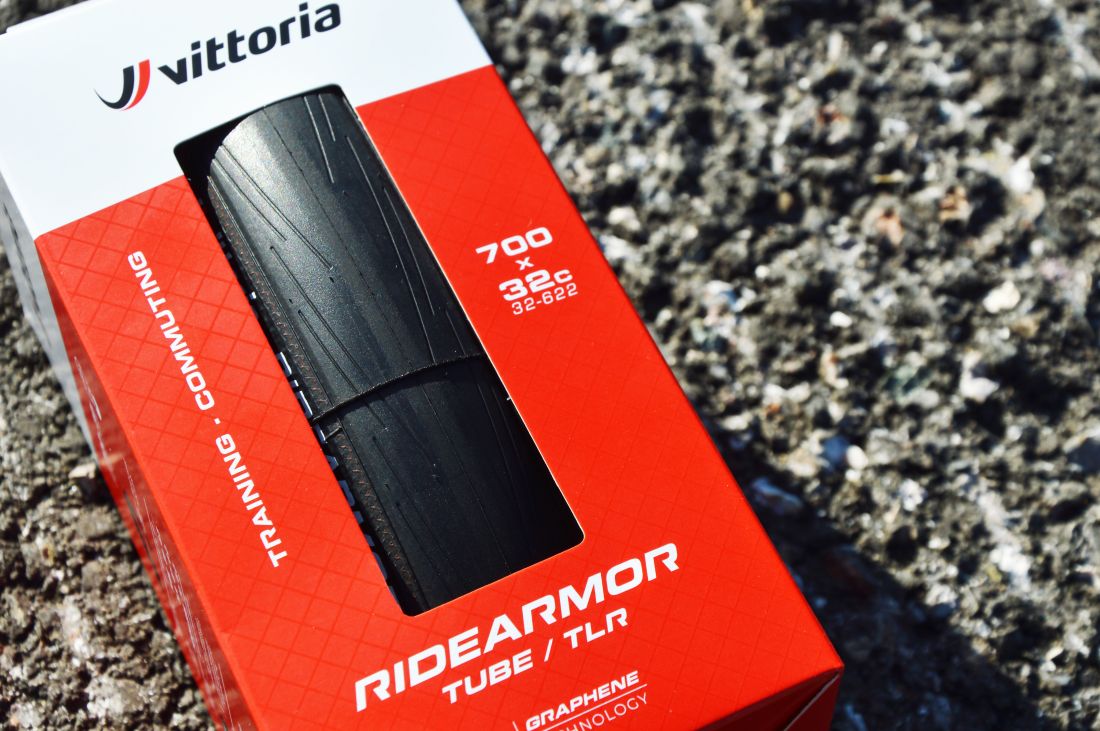 vittoria
TRAINING · COMMUTING
700
x
32c
32-622
RIDEARMOR
TUBE / TLR
GRAPHENE